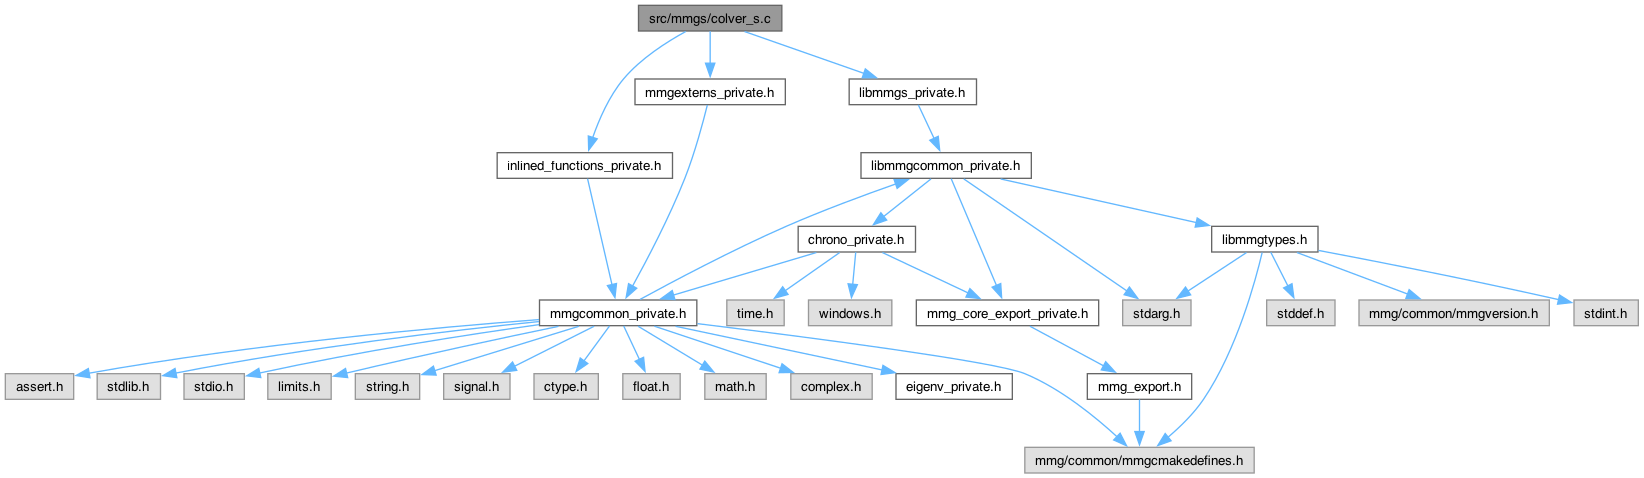 src/mmgs/colver_s.c
mmgexterns_private.h
libmmgs_private.h
inlined_functions_private.h
libmmgcommon_private.h
chrono_private.h
libmmgtypes.h
mmgcommon_private.h
time.h
windows.h
mmg_core_export_private.h
stdarg.h
stddef.h
mmg/common/mmgversion.h
stdint.h
assert.h
stdlib.h
stdio.h
limits.h
string.h
signal.h
ctype.h
float.h
math.h
complex.h
eigenv_private.h
mmg_export.h
mmg/common/mmgcmakedefines.h